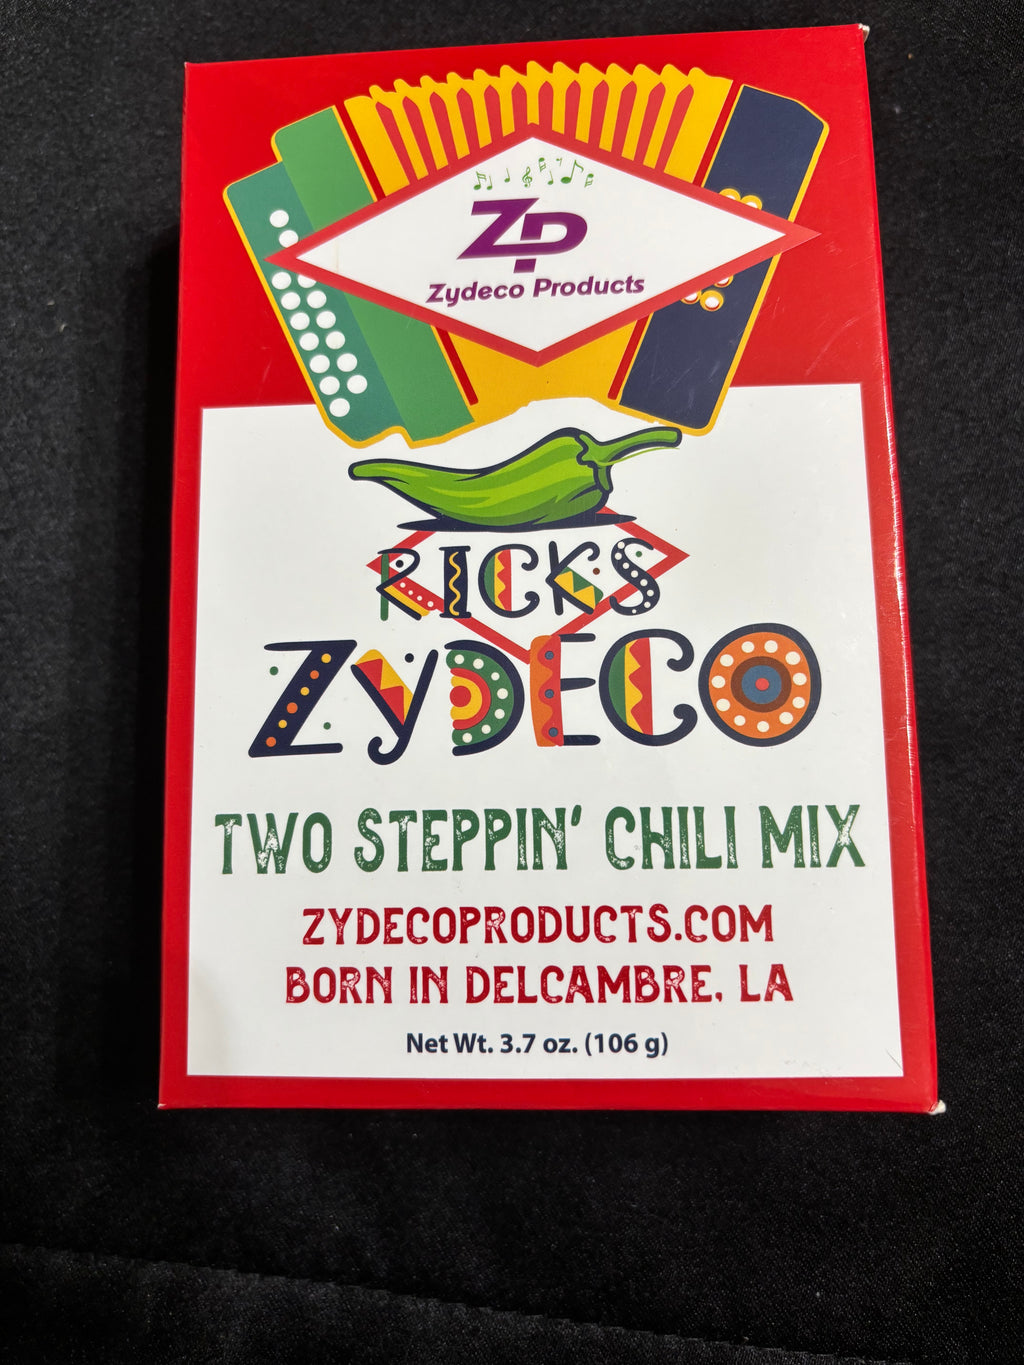 ZP
Zydeco Products
RICKS
ZYDECO
TWO STEPPIN' CHILI MIX
ZYDECOPRODUCTS.COM
BORN IN DELCAMBRE, LA
Net Wt. 3.7 oz. (106 g)